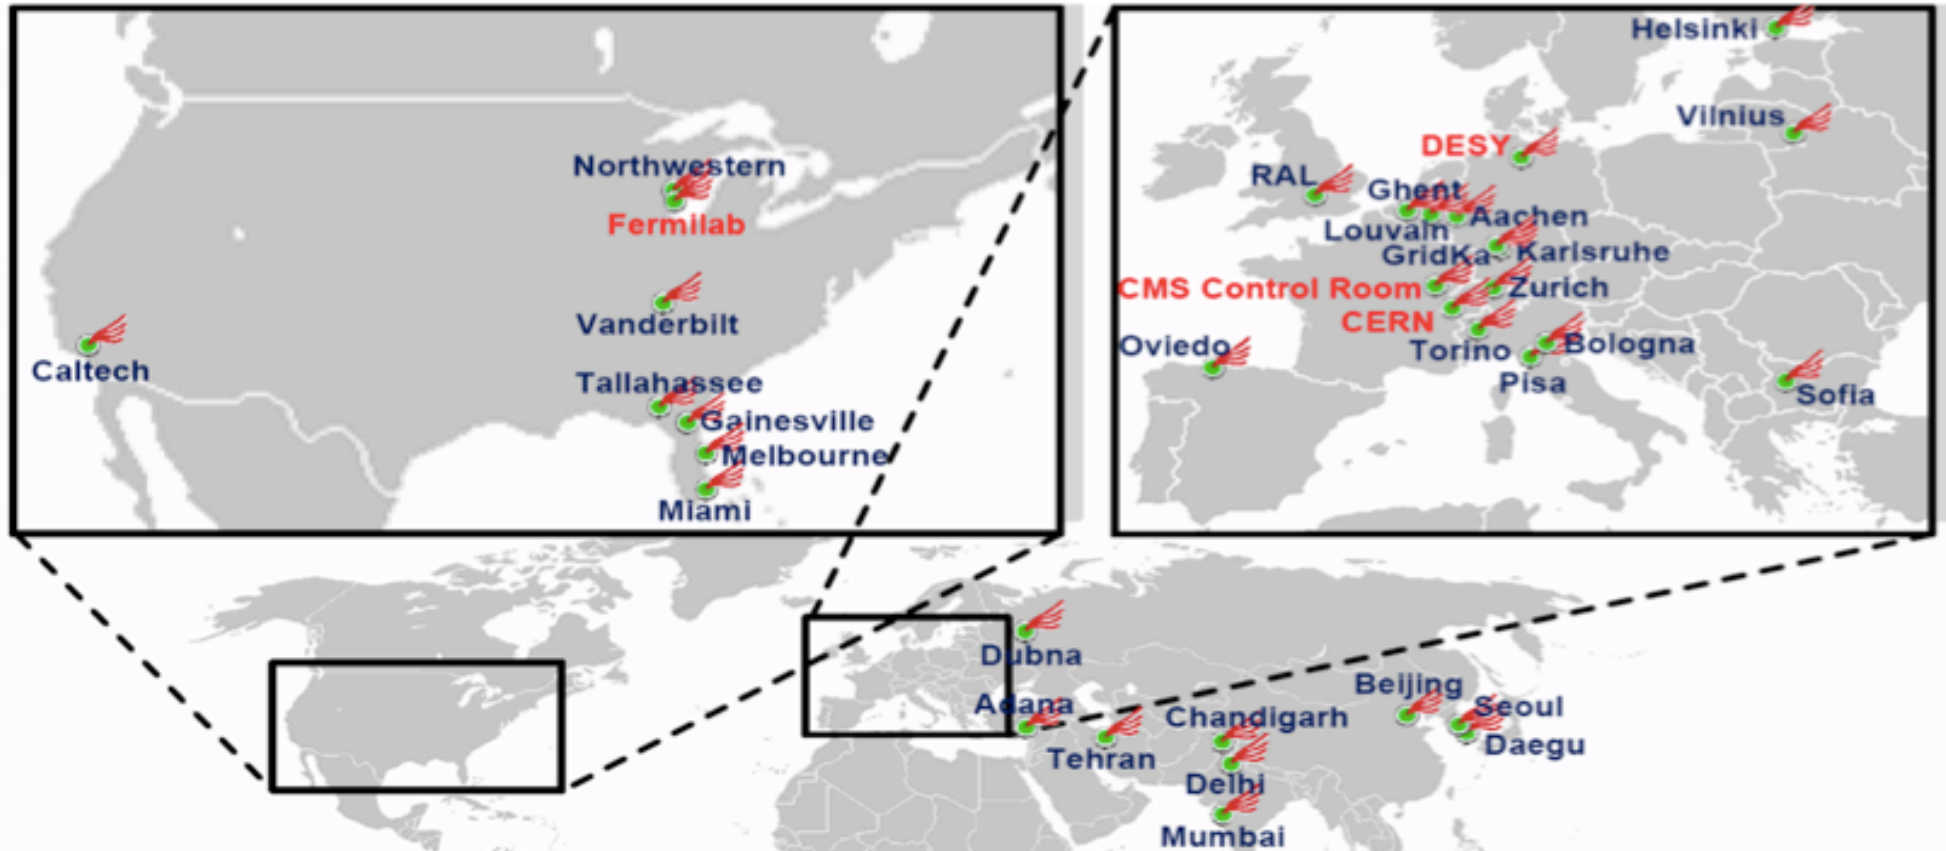 Northwestern
Fermilab
Vanderbilt
Caltech
Tallahassee
Gainesville
Melbourne
Miami
Helsinki
Vilnius
DESY
RAL
Ghent
Aachen
Louvain
GridKa
Karlsruhe
CMS Control Room
Zurich
CERN
Oviedo
Torino
Bologna
Pisa
Sofia
Dubna
Adana
Tehran
Chandigarh
Delhi
Mumbai
Beijing
Seoul
Daegu